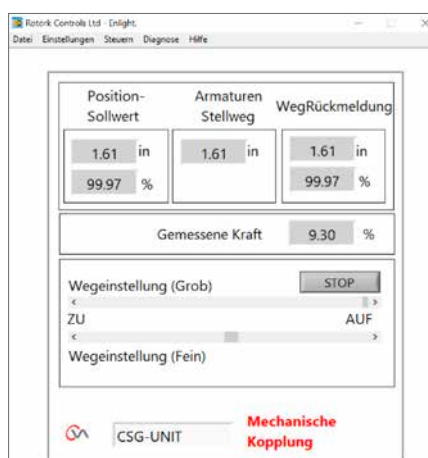 Rotork Controls Ltd - Enlight.
Datei Einstellungen Steuern Diagnose Hilfe
Position-
Sollwert
Armaturen
Stellweg
WegRückmeldung
1.61 in
1.61 in
1.61 in
99.97 %
99.97 %
Gemessene Kraft 9.30 %
Wegeinstellung (Grob) STOP
ZU AUF
Wegeinstellung (Fein)
CSG-UNIT
Mechanische
Kopplung